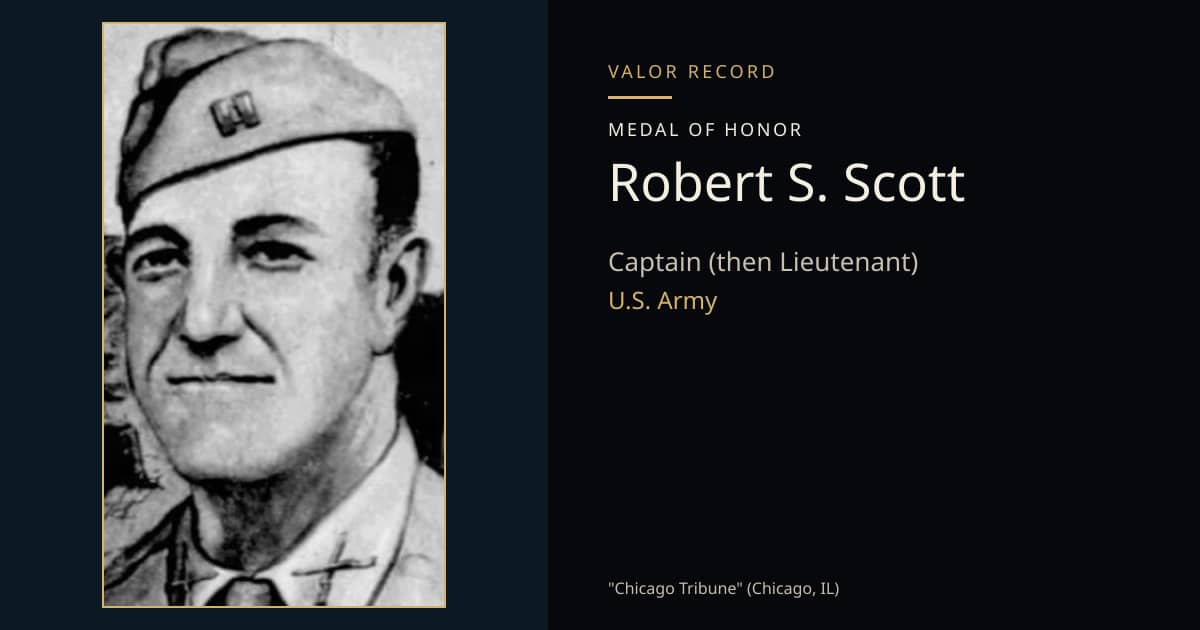 VALOR RECORD
MEDAL OF HONOR
Robert S. Scott
Captain (then Lieutenant)
U.S. Army
"Chicago Tribune" (Chicago, IL)